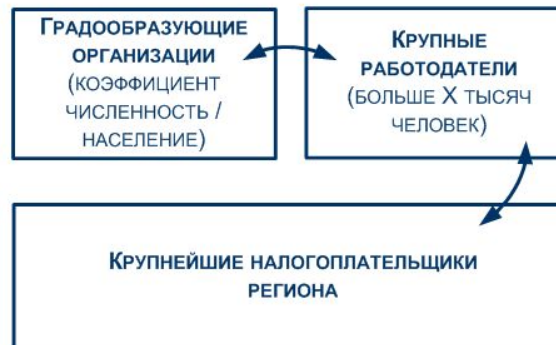 ГРАДООБРАЗУЮЩИЕ
ОРГАНИЗАЦИИ
(КОЭФФИЦИЕНТ
ЧИСЛЕННОСТЬ /
НАСЕЛЕНИЕ)
КРУПНЫЕ
РАБОТОДАТЕЛИ
(БОЛЬШЕ X ТЫСЯЧ
ЧЕЛОВЕК)
КРУПНЕЙШИЕ НАЛОГОПЛАТЕЛЬЩИКИ
РЕГИОНА